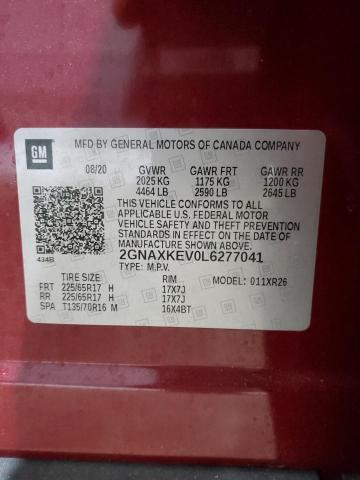 GM
MFD BY GENERAL MOTORS OF CANADA COMPANY
08/20 GVWR GAWR FRT GAWR RR
2025 KG 1175 KG 1200 KG
4464 LB 2590 LB 2645 LB
THIS VEHICLE CONFORMS TO ALL
APPLICABLE U.S. FEDERAL MOTOR
VEHICLE SAFETY AND THEFT PREVENTION
STANDARDS IN EFFECT ON THE DATE OF
MANUFACTURE SHOWN ABOVE.
434B
2GNAXKEV0L6277041
TYPE: M.P.V.
TIRE SIZE RIM MODEL: 011XR26
FRT 225/65R17 H 17X7J
RR 225/65R17 H 17X7J
SPA T135/70R16 M 16X4BT